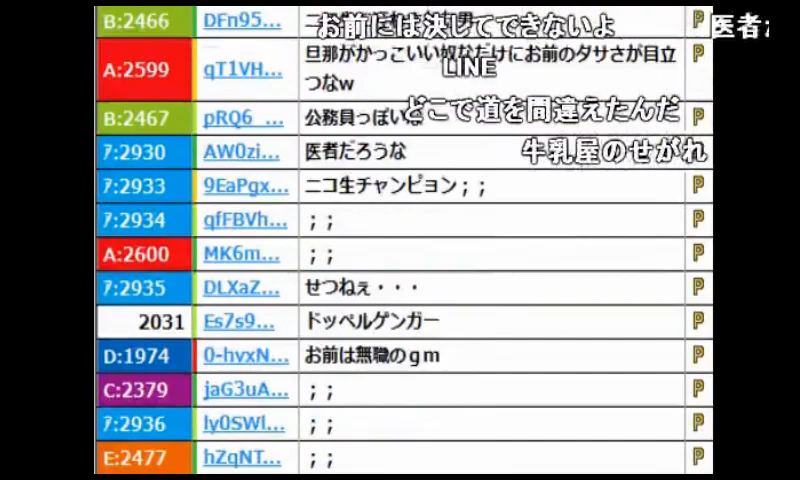 B:2466 DFn95...
お前には決してできないよ
医者だ
A:2599 qT1VH... 旦那がかっこいい奴なだけにお前のダサさが目立つなw P
LINE
B:2467 pRQ6_... 公務員っぽいな P
どこで道を間違えたんだ
ｱ:2930 AW0zi... 医者だろうな
牛乳屋のせがれ
ｱ:2933 9EaPgx... ニコ生チャンピョン；； P
ｱ:2934 qfFBVh... ；； P
A:2600 MK6m... ；； P
ｱ:2935 DLXaZ... せつねぇ・・・ P
2031 Es7s9... ドッペルゲンガー P
D:1974 0-hvxN... お前は無職のｇｍ P
C:2379 jaG3uA... ；； P
ｱ:2936 ly0SWl... ；； P
E:2477 hZqNT... ；； P